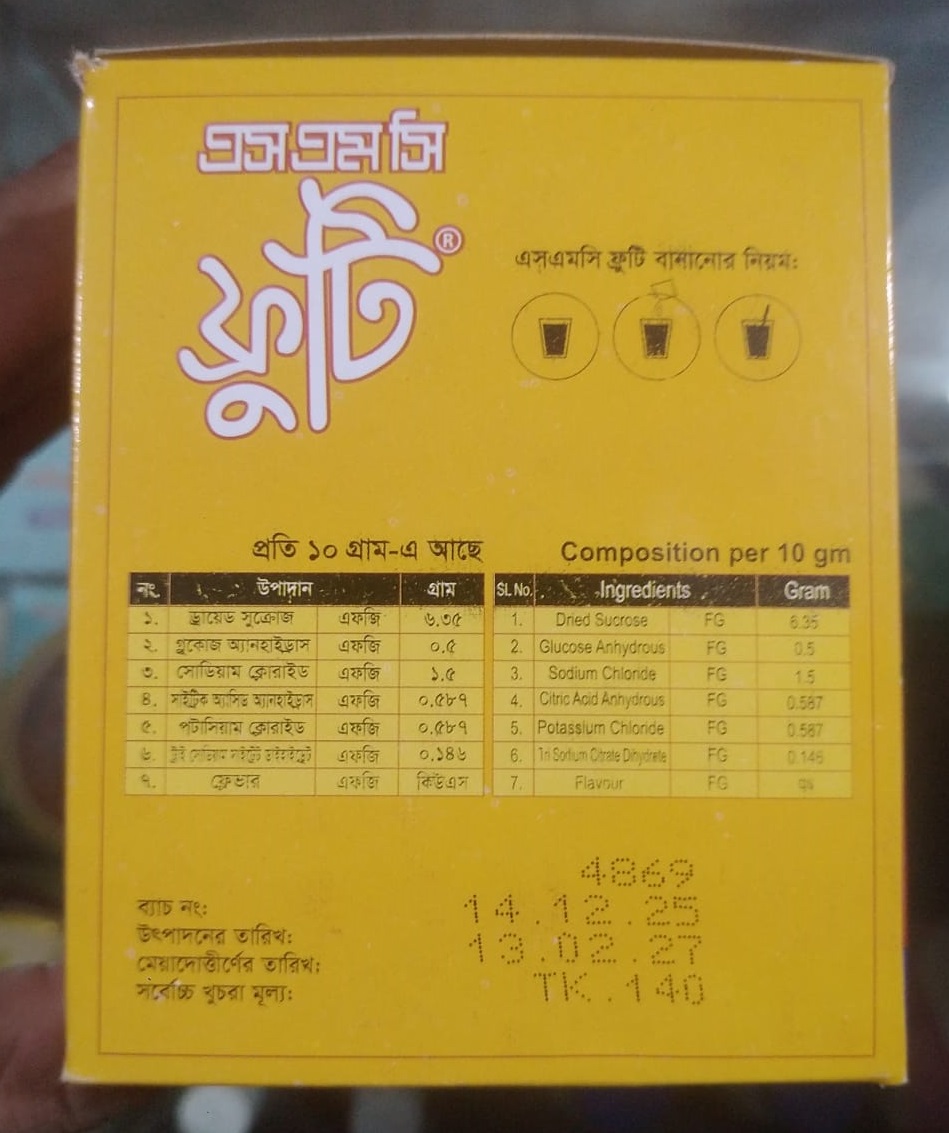 এসএমসি
ফ্রুটি®
এসএমসি ফ্রুটি বানানোর নিয়ম:
প্রতি ১০ গ্রাম-এ আছে
নং উপাদান গ্রাম
১. ড্রায়েড সুক্রোজ এফজি ৬.৩৫
২. গ্লুকোজ অ্যানহাইড্রাস এফজি ০.৫
৩. সোডিয়াম ক্লোরাইড এফজি ১.৫
৪. সাইট্রিক অ্যাসিড অ্যানহাইড্রাস এফজি ০.৫৮৭
৫. পটাসিয়াম ক্লোরাইড এফজি ০.৫৮৭
৬. ট্রাই সোডিয়াম সাইট্রেট ডাইহাইড্রেট এফজি ০.১৪৬
৭. ফ্লেভার এফজি কিউএস
Composition per 10 gm
SI. No. Ingredients Gram
1. Dried Sucrose FG 6.35
2. Glucose Anhydrous FG 0.5
3. Sodium Chloride FG 1.5
4. Citric Acid Anhydrous FG 0.587
5. Potassium Chloride FG 0.587
6. Tri Sodium Citrate Dihydrate FG 0.146
7. Flavour FG qs
ব্যাচ নং: 4869
উৎপাদনের তারিখ: 14.12.25
মেয়াদোত্তীর্ণের তারিখ: 13.02.27
সর্বোচ্চ খুচরা মূল্য: TK.140